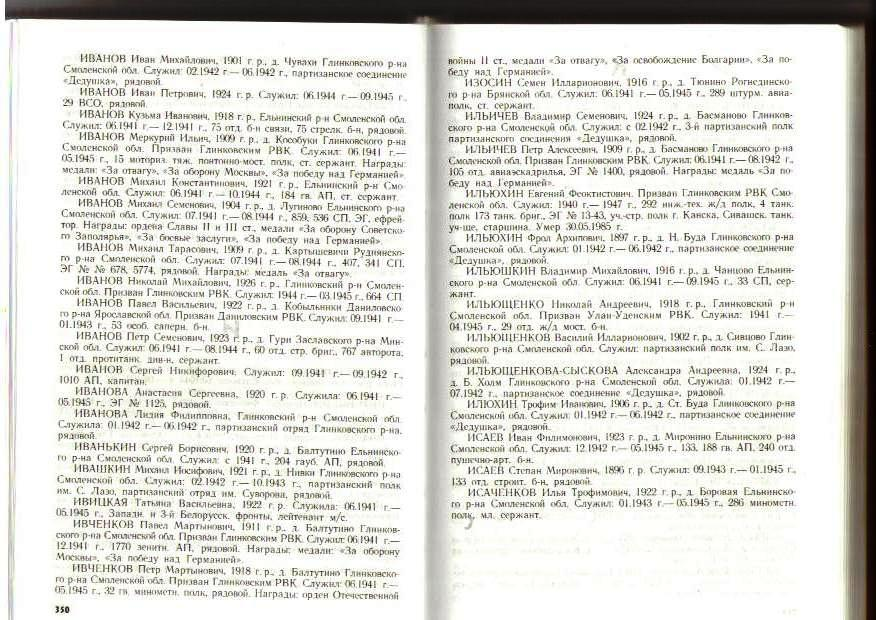 ИВАНОВ Иван Михайлович, 1901 г. р., д. Чувахи Глинковского р-на
Смоленской обл. Служил: 02.1942 г.— 06.1942 г., партизанское соединение
«Дедушка», рядовой.
ИВАНОВ Иван Петрович, 1924 г. р. Служил: 06.1944 — 09.1945 г.,
29 ВСО, рядовой.
ИВАНОВ Кузьма Иванович, 1918 г. р., Ельнинский р-н Смоленской обл.
Служил: 06.1941 г.— 12.1941 г., 75 отд. б-н связи, 75 стрелк. б-н, рядовой.
ИВАНОВ Меркурий Ильич, 1909 г. р., д. Кособуки Глинковского р-на
Смоленской обл. Призван Глинковским РВК. Служил: 06.1941 г.—
05.1945 г., 15 моториз. тяж. понтонно-мост. полк, ст. сержант. Награды:
медали: «За отвагу», «За оборону Москвы», «За победу над Германией».
ИВАНОВ Михаил Константинович, 1921 г. р., Ельнинский р-н Смо-
ленской обл. Служил: 06.1941 г.— 10.1944 г., 184 гв. АП, ст. сержант.
ИВАНОВ Михаил Семенович, 1904 г. р., д. Лугиново Ельнинского р-на
Смоленской обл. Служил: 07.1941 г.— 08.1944 г., 859, 536 СП, ЭГ, ефрей-
тор. Награды: ордена Славы II и III ст., медали «За оборону Советско-
го Заполярья», «За боевые заслуги», «За победу над Германией».
ИВАНОВ Михаил Тарасович, 1909 г. р., д. Картышевичи Руднянско-
го р-на Смоленской обл. Служил: 07.1941 г.— 08.1944 г., 407, 341 СП.
ЭГ № № 678, 5774, рядовой. Награды: медаль «За отвагу».
ИВАНОВ Николай Михайлович, 1926 г. р., Глинковский р-н Смолен-
ской обл. Призван Глинковским РВК. Служил: 1944 г.— 03.1945 г., 664 СП.
ИВАНОВ Павел Васильевич, 1922 г. р., д. Кобыльники Даниловско-
го р-на Ярославской обл. Призван Даниловским РВК. Служил: 09.1941 г.—
01.1943 г., 53 особ. саперн. б-н.
ИВАНОВ Петр Семенович, 1923 г. р., д. Гури Заславского р-на Мин-
ской обл. Служил: 06.1941 г.— 08.1944 г., 60 отд. стр. бриг., 767 авторота,
1 отд. протитанк. див-н, сержант.
ИВАНОВ Сергей Никифорович. Служил: 09.1941 г.— 09.1942 г.,
1010 АП, капитан.
ИВАНОВА Анастасия Сергеевна, 1920 г. р. Служила: 06.1941 г.—
05.1945 г., ЭГ № 1125, рядовой.
ИВАНОВА Лидия Филипповна, Глинковский р-н Смоленской обл.
Служила: 01.1942 г.— 06.1942 г., партизанский отряд Глинковского р-на,
рядовой.
ИВАНЬКИН Сергей Борисович, 1920 г. р., д. Балтутино Ельнинско-
го р-на Смоленской обл. Служил: с 1941 г., 204 гауб. АП, рядовой.
ИВАШКИН Михаил Иосифович, 1921 г. р., д. Нивки Глинковского р-на
Смоленской обл. Служил: 02.1942 г.— 10.1943 г., партизанский полк
им. С. Лазо, партизанский отряд им. Суворова, рядовой.
ИВИЦКАЯ Татьяна Васильевна, 1922 г. р. Служила: 06.1941 г.—
05.1945 г., Западн. и 3-й Белорусск. фронты, лейтенант м/с.
ИВЧЕНКОВ Павел Мартынович, 1911 г. р., д. Балтутино Глинков-
ского р-на Смоленской обл. Призван Глинковским РВК. Служил: 06.1941 г.—
12.1941 г., 1770 зенитн. АП, рядовой. Награды: медали: «За оборону
Москвы», «За победу над Германией».
ИВЧЕНКОВ Петр Мартынович, 1918 г. р., д. Балтутино Глинковско-
го р-на Смоленской обл. Призван Глинковским РВК. Служил: 06.1941 г.—
05.1945 г., 32 гв. минометн. полк, рядовой. Награды: орден Отечественной
350
войны II ст., медали «За отвагу», «За освобождение Болгарии», «За по-
беду над Германией».
ИЗОСИН Семен Илларионович, 1916 г. р., д. Тюнино Рогнединско-
го р-на Брянской обл. Служил: 06.1941 г.— 05.1945 г., 289 штурм. авиа-
полк, ст. сержант.
ИЛЬИЧЕВ Владимир Семенович, 1924 г. р., д. Басманово Глинков-
ского р-на Смоленской обл. Служил: с 02.1942 г., 3-й партизанский полк
партизанского соединения «Дедушка», рядовой.
ИЛЬИЧЕВ Петр Алексеевич, 1909 г. р., д. Басманово Глинковского р-на
Смоленской обл. Призван Глинковским РВК. Служил: 06.1941 г.— 08.1942 г.,
105 отд. авиаэскадрилья, ЭГ № 1400, рядовой. Награды: медаль «За по-
беду над Германией».
ИЛЬЮХИН Евгений Феоктистович. Призван Глинковским РВК Смо-
ленской обл. Служил: 1940 г.— 1947 г., 292 инж.-тех. ж/д полк, 4 танк.
полк 173 танк. бриг., ЭГ № 13-43, уч.-стр. полк г. Канска, Сивашск. танк.
уч-ще, старшина. Умер 30.05.1985 г.
ИЛЬЮХИН Фрол Архипович, 1897 г. р., д. Н. Буда Глинковского р-на
Смоленской обл. Служил: 01.1942 г.— 06.1942 г., партизанское соединение
«Дедушка», рядовой.
ИЛЬЮШКИН Владимир Михайлович, 1916 г. р., д. Чанцово Ельнин-
ского р-на Смоленской обл. Служил: 06.1941 г.— 09.1945 г., 33 СП, сер-
жант.
ИЛЬЮЩЕНКО Николай Андреевич, 1918 г. р., Глинковский р-н
Смоленской обл. Призван Улан-Уденским РВК. Служил: 1941 г.—
04.1945 г., 29 отд. ж/д мост. б-н.
ИЛЬЮЩЕНКОВ Василий Илларионович, 1902 г. р., д. Сивцово Глин-
ковского р-на Смоленской обл. Служил: партизанский полк им. С. Лазо,
рядовой.
ИЛЬЮЩЕНКОВА-СЫСКОВА Александра Андреевна, 1924 г. р.,
д. Б. Холм Глинковского р-на Смоленской обл. Служила: 01.1942 г.—
07.1942 г., партизанское соединение «Дедушка», рядовой.
ИЛЮХИН Трофим Иванович, 1906 г. р., д. Ст. Буда Глинковского р-на
Смоленской обл. Служил: 01.1942 г.— 06.1942 г., партизанское соединение
«Дедушка», рядовой.
ИСАЕВ Иван Филимонович, 1923 г. р., д. Миронино Ельнинского р-на
Смоленской обл. Служил: 12.1942 г.— 05.1945 г., 133, 188 гв. АП, 240 отд.
пушечно-арт. б-н.
ИСАЕВ Степан Миронович, 1896 г. р. Служил: 09.1943 г.— 01.1945 г.,
133 отд. строит. б-н, рядовой.
ИСАЧЕНКОВ Илья Трофимович, 1922 г. р., д. Боровая Ельнинско-
го р-на Смоленской обл. Служил: 01.1943 г.— 05.1945 г., 286 минометн.
полк, мл. сержант.